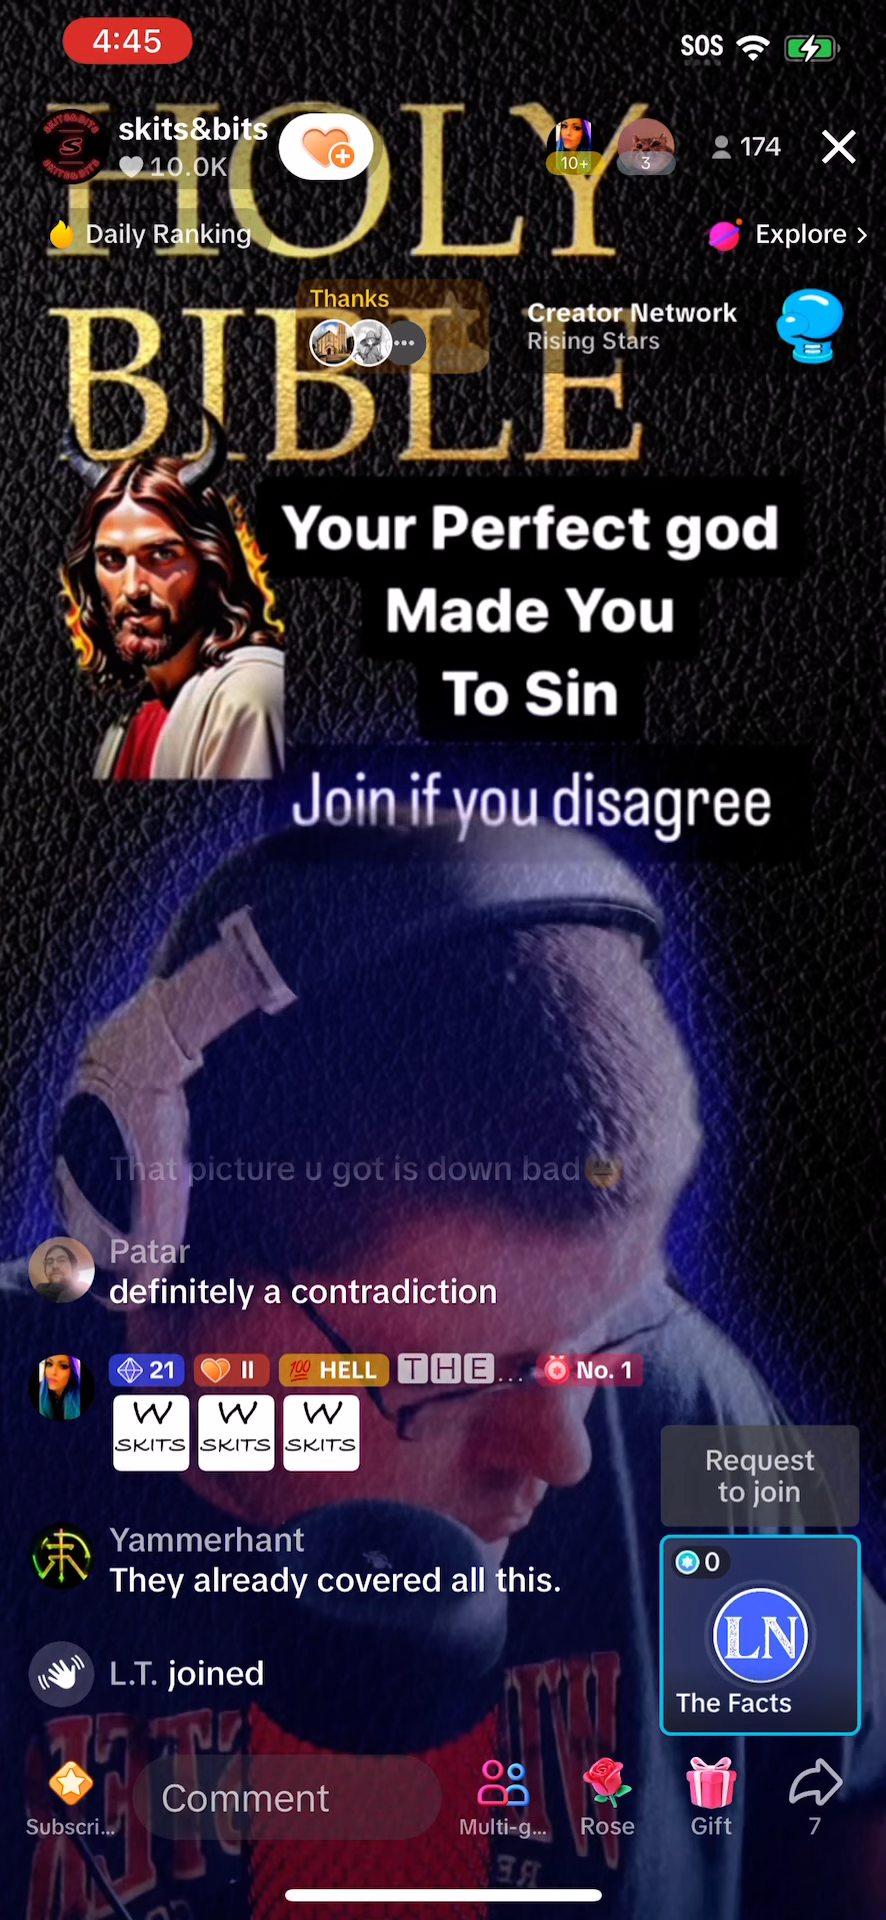 4:45
SOS
HOLY
skits&bits
10.0K
10+
3
174
Daily Ranking
Explore >
BIBLE
Thanks
Creator Network
Rising Stars
Your Perfect god
Made You
To Sin
Join if you disagree
That picture u got is down bad
Patar
definitely a contradiction
21
II
100 HELL
THE...
No. 1
W
SKITS
W
SKITS
W
SKITS
Request
to join
Yammerhant
They already covered all this.
0
LN
The Facts
L.T. joined
Comment
Subscri...
Multi-g...
Rose
Gift
7